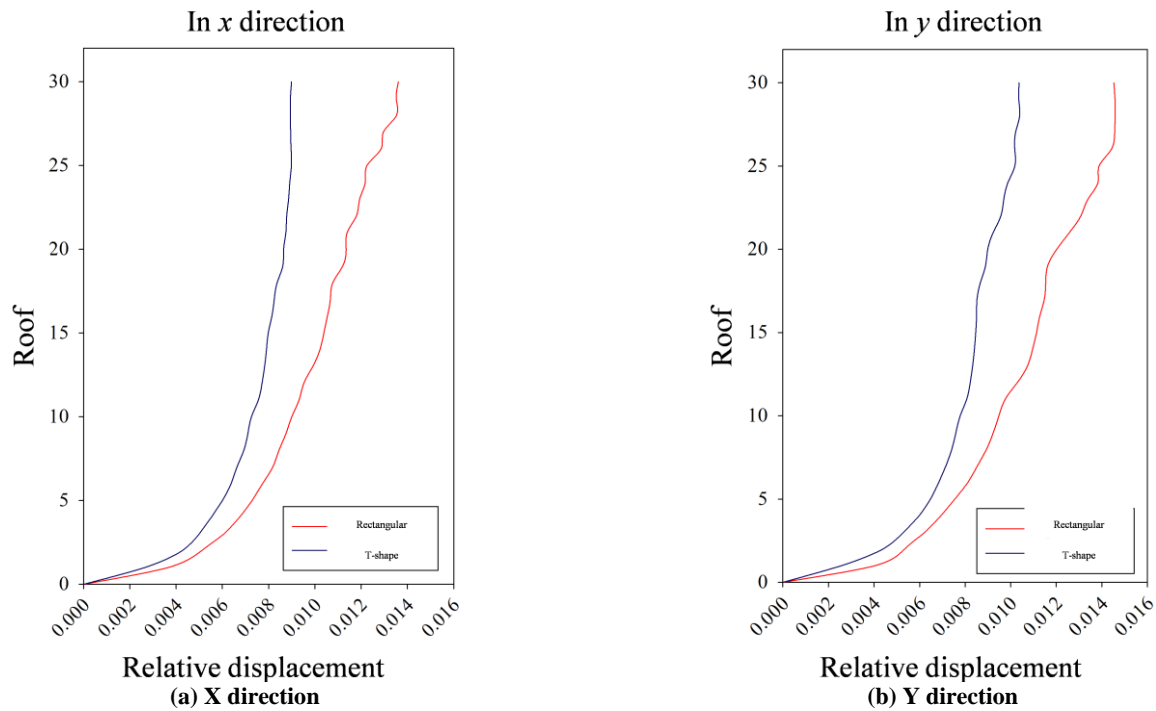 In x direction
30
25
20
15
10
5
0
Roof
Rectangular
T-shape
0.000 0.002 0.004 0.006 0.008 0.010 0.012 0.014 0.016
Relative displacement
(a) X direction
In y direction
30
25
20
15
10
5
0
Roof
Rectangular
T-shape
0.000 0.002 0.004 0.006 0.008 0.010 0.012 0.014 0.016
Relative displacement
(b) Y direction